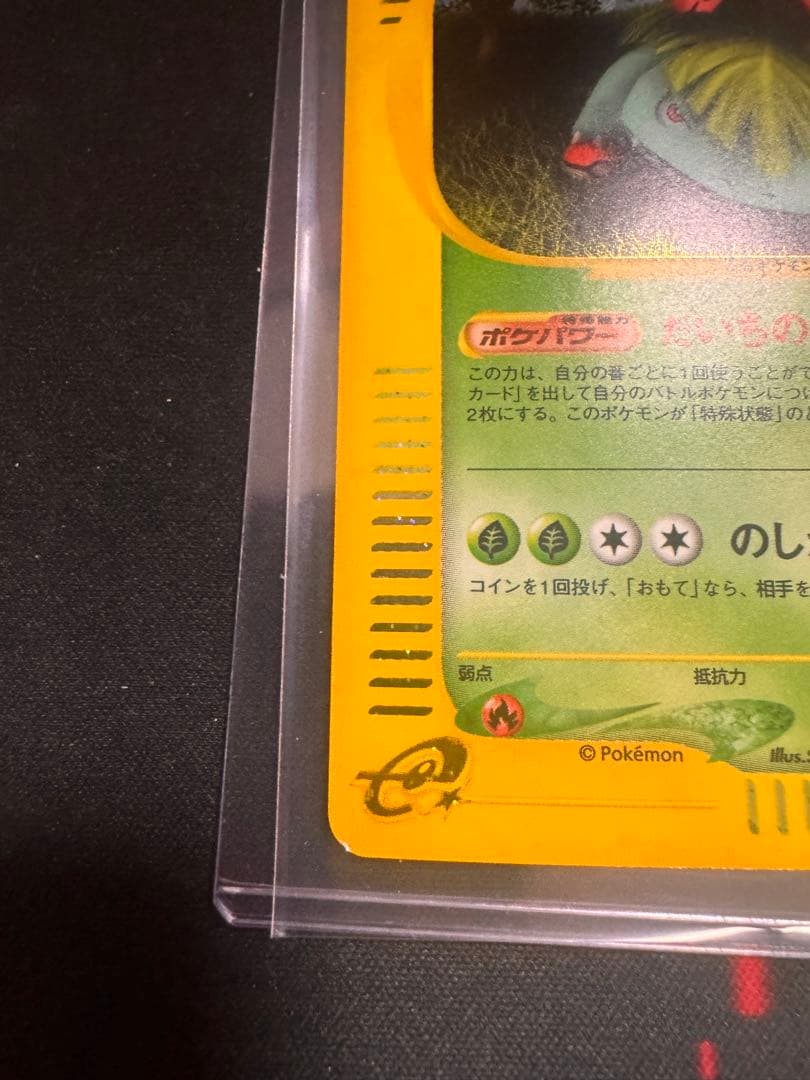 特殊能力
ポケパワー だいちの
この力は、自分の番ごとに1回使うことがで
カード」を出して自分のバトルポケモンについ
2枚にする。このポケモンが「特殊状態」のと
のしか
コインを1回投げ、「おもて」なら、相手を
弱点 抵抗力
© Pokémon Illus.S
e